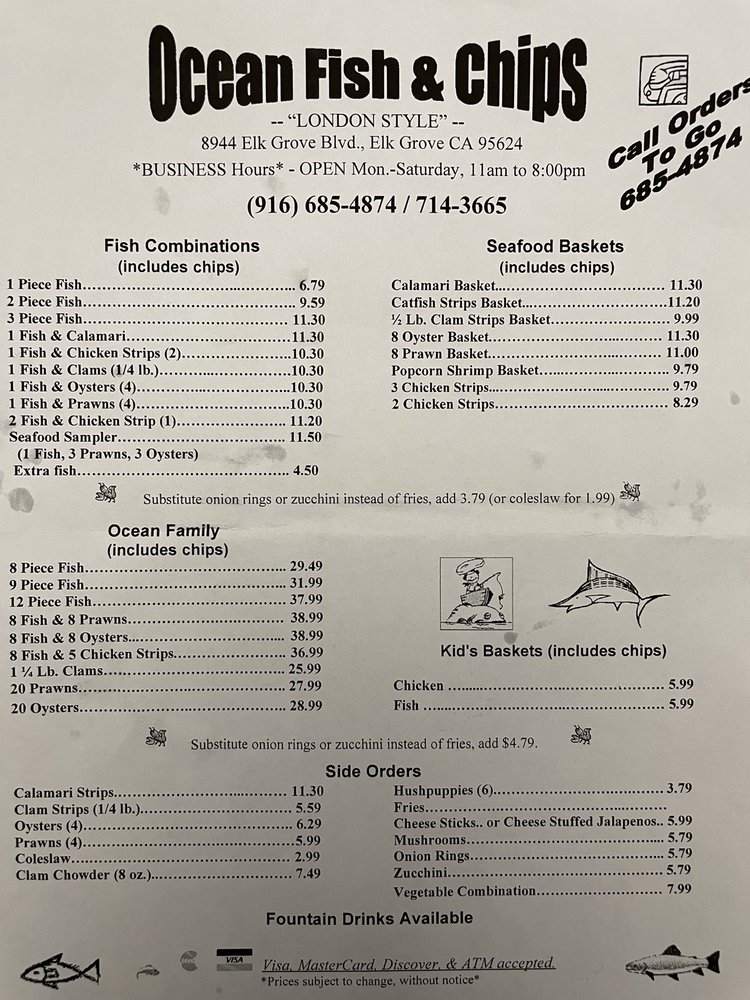 Ocean Fish & Chips
-- "LONDON STYLE" --
8944 Elk Grove Blvd., Elk Grove CA 95624
*BUSINESS Hours* - OPEN Mon.-Saturday, 11am to 8:00pm
(916) 685-4874 / 714-3665
Call Orders
To Go
685-4874
Fish Combinations
(includes chips)
1 Piece Fish........ 6.79
2 Piece Fish........ 9.59
3 Piece Fish........ 11.30
1 Fish & Calamari........11.30
1 Fish & Chicken Strips (2)........10.30
1 Fish & Clams (1/4 lb.)........10.30
1 Fish & Oysters (4)........10.30
1 Fish & Prawns (4)........10.30
2 Fish & Chicken Strip (1)........ 11.20
Seafood Sampler........ 11.50
(1 Fish, 3 Prawns, 3 Oysters)
Extra fish........ 4.50
Seafood Baskets
(includes chips)
Calamari Basket........ 11.30
Catfish Strips Basket........11.20
½ Lb. Clam Strips Basket........ 9.99
8 Oyster Basket........ 11.30
8 Prawn Basket........ 11.00
Popcorn Shrimp Basket........ 9.79
3 Chicken Strips........ 9.79
2 Chicken Strips........ 8.29
Substitute onion rings or zucchini instead of fries, add 3.79 (or coleslaw for 1.99)
Ocean Family
(includes chips)
8 Piece Fish........ 29.49
9 Piece Fish........ 31.99
12 Piece Fish........ 37.99
8 Fish & 8 Prawns........ 38.99
8 Fish & 8 Oysters........ 38.99
8 Fish & 5 Chicken Strips........ 36.99
1 ¼ Lb. Clams........ 25.99
20 Prawns........ 27.99
20 Oysters........ 28.99
Kid's Baskets (includes chips)
Chicken ........ 5.99
Fish ........ 5.99
Substitute onion rings or zucchini instead of fries, add $4.79.
Side Orders
Calamari Strips........ 11.30
Clam Strips (1/4 lb.)........ 5.59
Oysters (4)........ 6.29
Prawns (4)........5.99
Coleslaw........ 2.99
Clam Chowder (8 oz.)........ 7.49
Hushpuppies (6)........ 3.79
Fries........
Cheese Sticks.. or Cheese Stuffed Jalapenos.. 5.99
Mushrooms........ 5.79
Onion Rings........ 5.79
Zucchini........ 5.79
Vegetable Combination........ 7.99
Fountain Drinks Available
VISA
Visa, MasterCard, Discover, & ATM accepted.
*Prices subject to change, without notice*